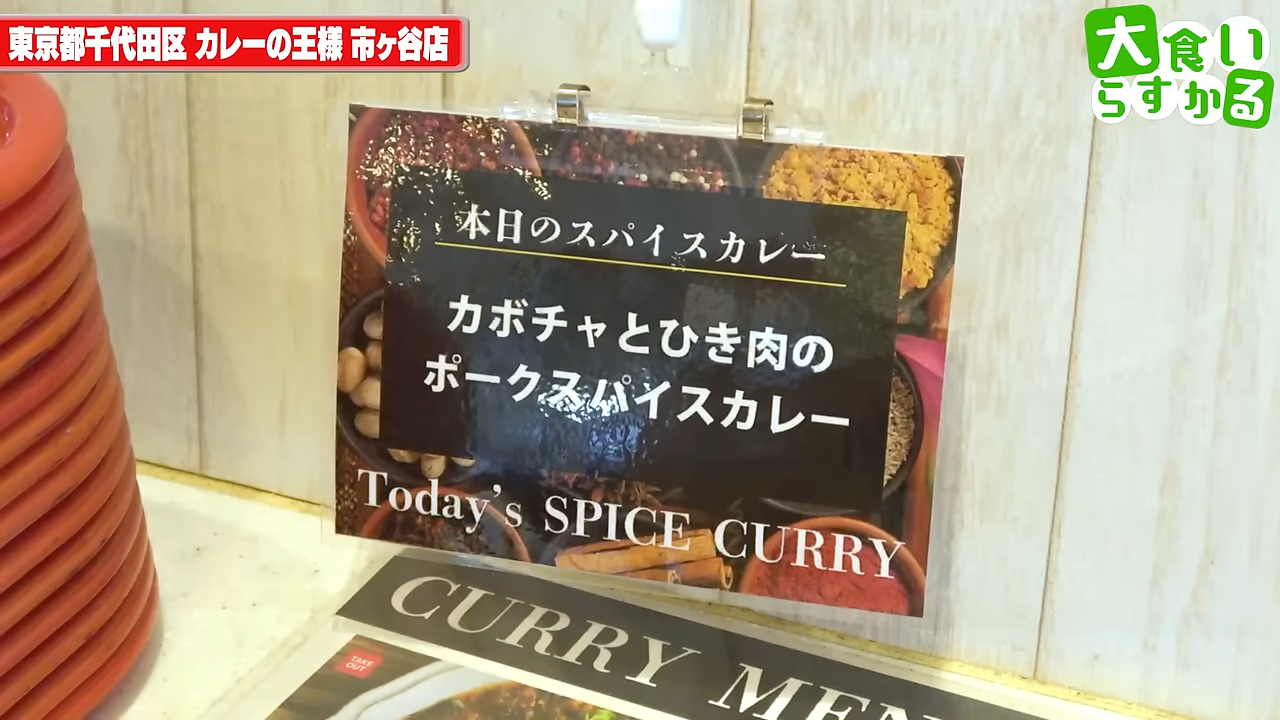 東京都千代田区 カレーの王様 市ヶ谷店
大食い
らすかる
本日のスパイスカレー
カボチャとひき肉の
ポークスパイスカレー
Today's SPICE CURRY
CURRY
TAKE
OUT